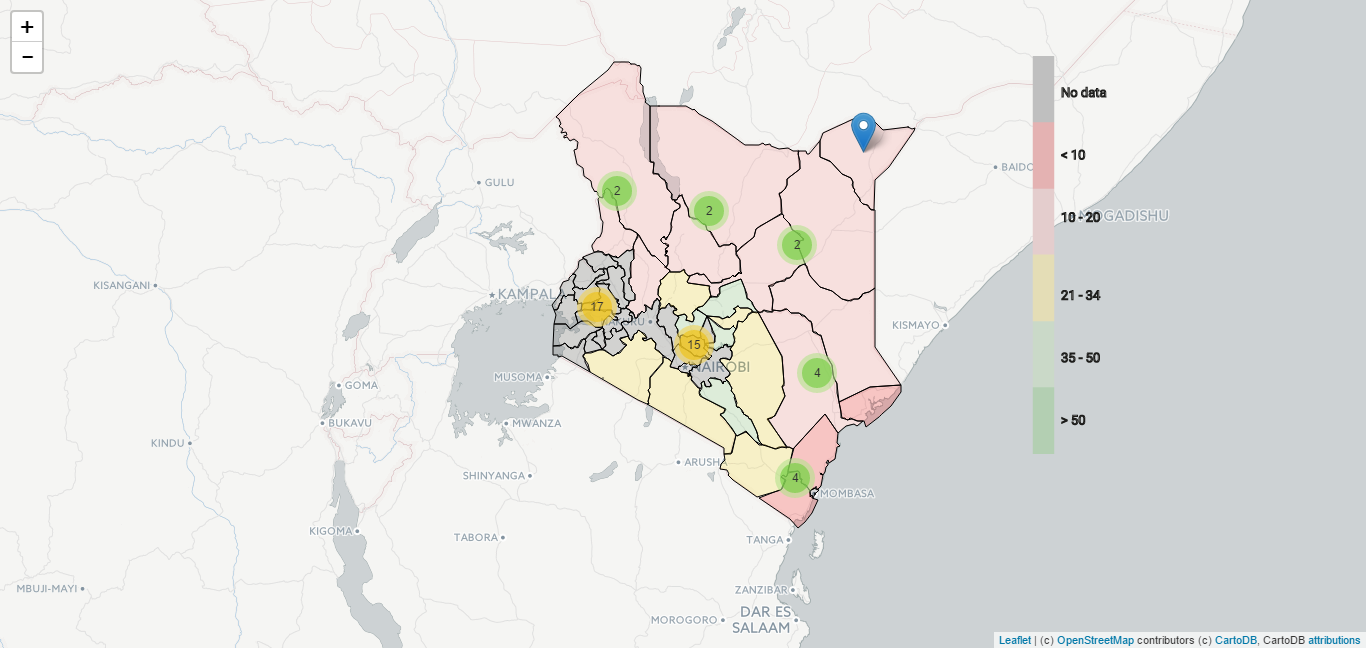 +
−
No data
< 10
10 - 20
21 - 34
35 - 50
> 50
GULU
BAIDO
MOGADISHU
2
2
2
KISANGANI
KAMPAL
17
KISMAYO
15
NAIROBI
MUSOMA
4
GOMA
BUKAVU
MWANZA
KINDU
ARUSH
SHINYANGA
4
MOMBASA
KIGOMA
TABORA
TANGA
MBUJI-MAYI
ZANZIBAR
DAR ES
SALAAM
MOROGORO
Leaflet | (c) OpenStreetMap contributors (c) CartoDB, CartoDB attributions